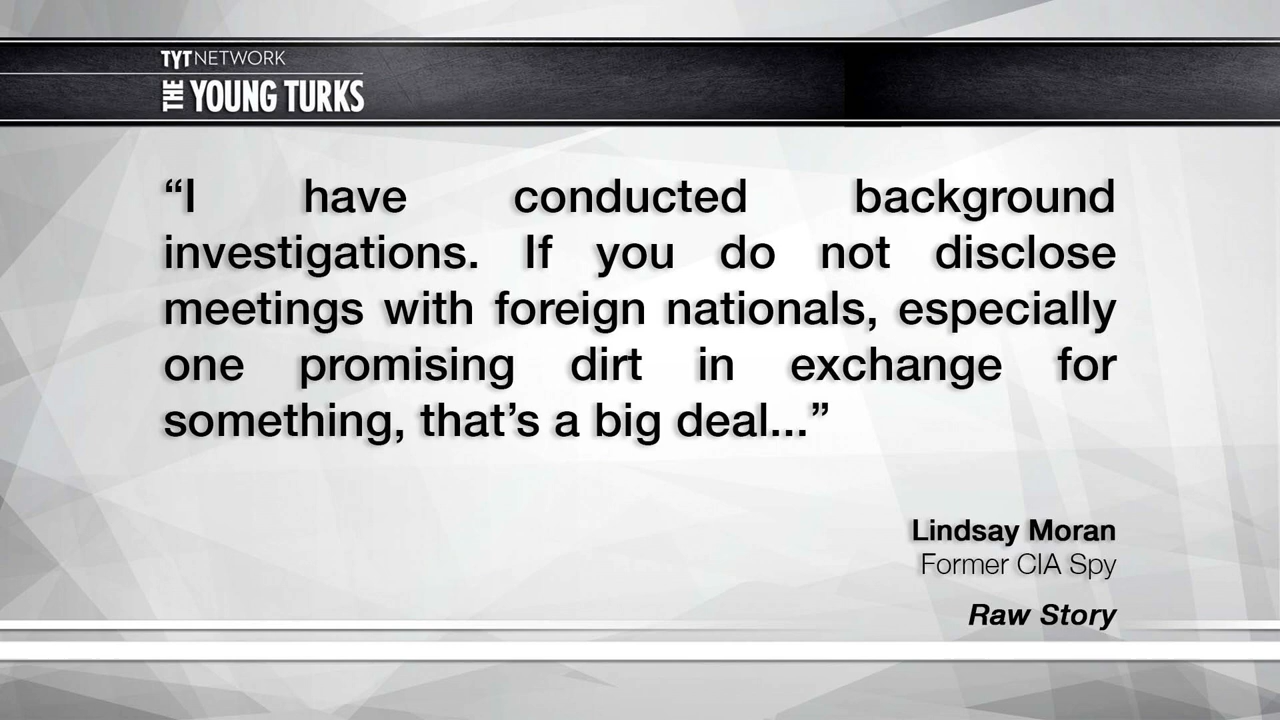 TYT NETWORK
THE YOUNG TURKS
“I have conducted background
investigations. If you do not disclose
meetings with foreign nationals, especially
one promising dirt in exchange for
something, that’s a big deal...”
Lindsay Moran
Former CIA Spy
Raw Story